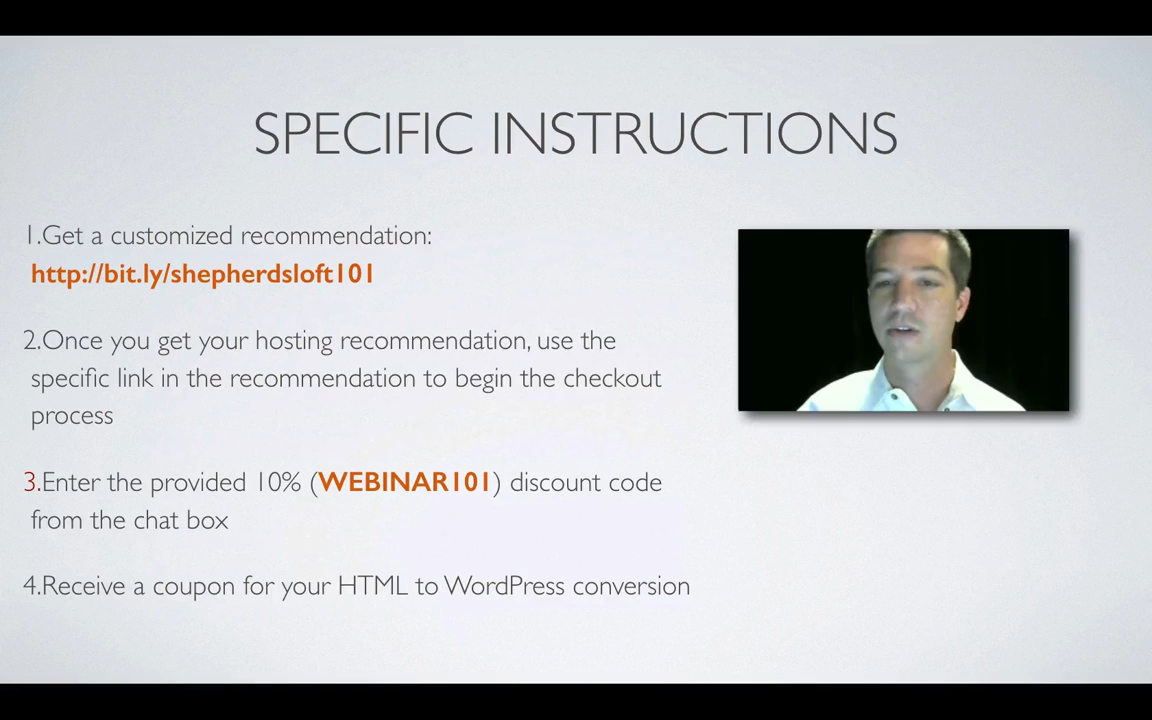 SPECIFIC INSTRUCTIONS
1.Get a customized recommendation:
http://bit.ly/shepherdsloft101
2.Once you get your hosting recommendation, use the
specific link in the recommendation to begin the checkout
process
3.Enter the provided 10% (WEBINAR101) discount code
from the chat box
4.Receive a coupon for your HTML to WordPress conversion